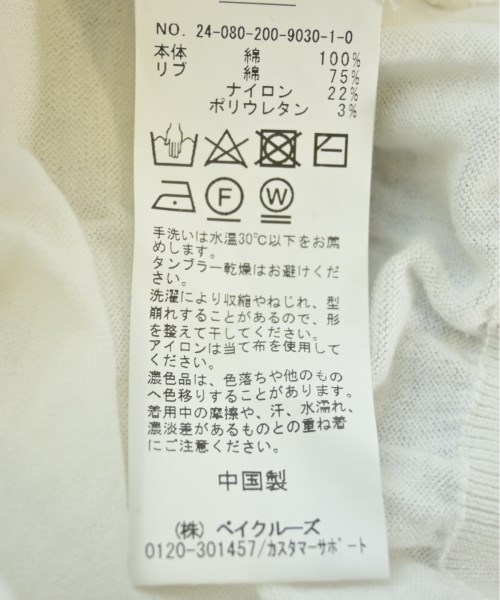 NO. 24-080-200-9030-1-0
本体 綿 100%
リブ 綿 75%
ナイロン 22%
ポリウレタン 3%
F W
手洗いは水温30℃以下をお薦
めします。
タンブラー乾燥はお避けくだ
さい。
洗濯により収縮やねじれ、型
崩れすることがあるので、形
を整えて干してください。
アイロンは当て布を使用して
ください。
濃色品は、色落ちや他のもの
へ色移りすることがあります。
着用中の摩擦や、汗、水濡れ、
濃淡差があるものとの重ね着
にご注意ください。
中国製
(株) ベイクルーズ
0120-301457/カスタマーサポート